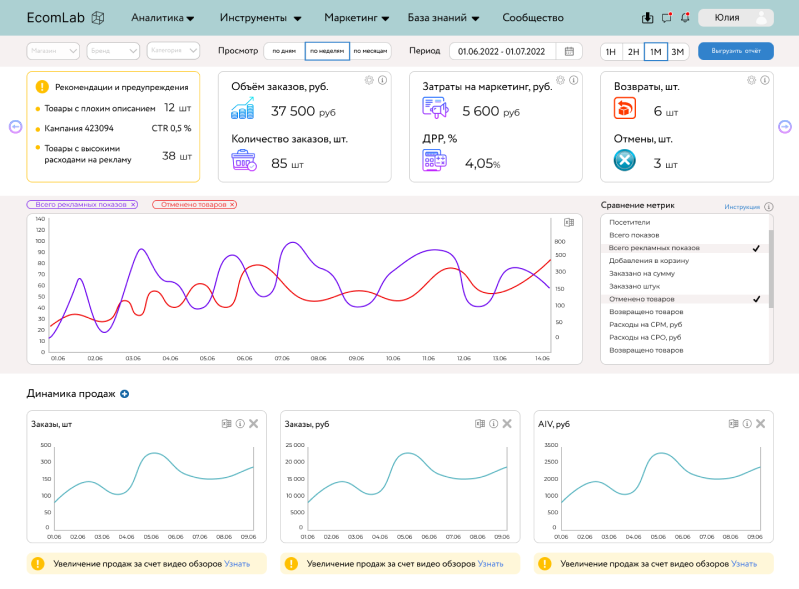 EcomLab Аналитика Инструменты Маркетинг База знаний Сообщество Юлия
Магазин Бренд Категория Просмотр по дням по неделям по месяцам Период 01.06.2022 - 01.07.2022 1Н 2Н 1М 3М Выгрузить отчёт
Рекомендации и предупреждения
Товары с плохим описанием 12 шт
Кампания 423094 CTR 0,5 %
Товары с высокими
расходами на рекламу 38 шт
Объём заказов, руб.
37 500 руб
Количество заказов, шт.
85 шт
Затраты на маркетинг, руб.
5 600 руб
ДРР, %
4,05%
Возвраты, шт.
6 шт
Отмены, шт.
3 шт
Всего рекламных показов × Отменено товаров ×
140
120
100
90
80
70
60
50
40
30
20
10
0
800
500
300
150
100
50
0
01.06 02.06 03.06 04.06 05.06 06.06 07.06 08.06 09.06 10.06 11.06 12.06 13.06 14.06
Сравнение метрик Инструкция
Посетители
Всего показов
Всего рекламных показов
Добавления в корзину
Заказано на сумму
Заказано штук
Отменено товаров
Возвращено товаров
Расходы на СРМ, руб
Расходы на СРО, руб
Возвращено товаров
Динамика продаж
Заказы, шт
500
350
150
100
50
0
01.06 02.06 03.06 04.06 05.06 06.06 07.06 08.06 09.06
Увеличение продаж за счет видео обзоров Узнать
Заказы, руб
25 000
20 000
15 000
10 000
5000
0
01.06 02.06 03.06 04.06 05.06 06.06 07.06 08.06 09.06
Увеличение продаж за счет видео обзоров Узнать
AIV, руб
3500
2500
2000
1000
500
0
01.06 02.06 03.06 04.06 05.06 06.06 07.06 08.06 09.06
Увеличение продаж за счет видео обзоров Узнать